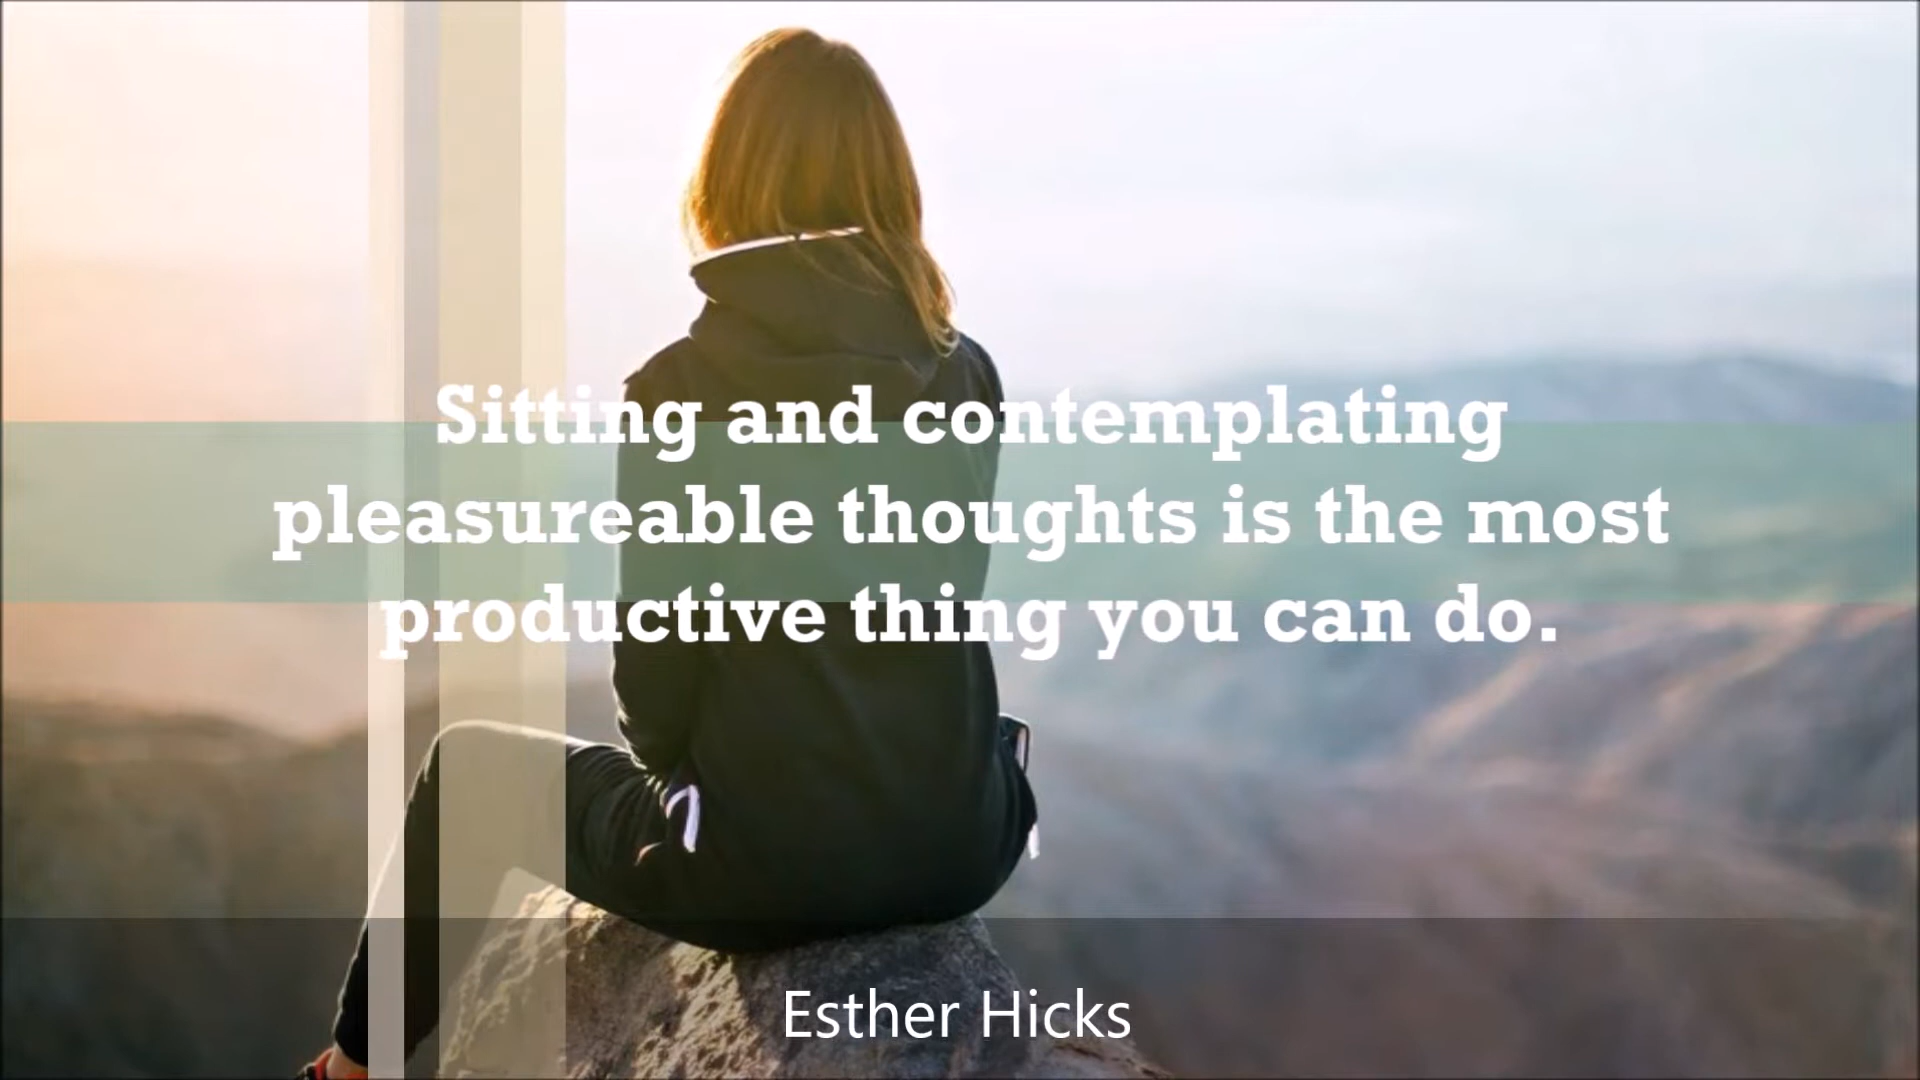 Sitting and contemplating
pleasureable thoughts is the most
productive thing you can do.
Esther Hicks